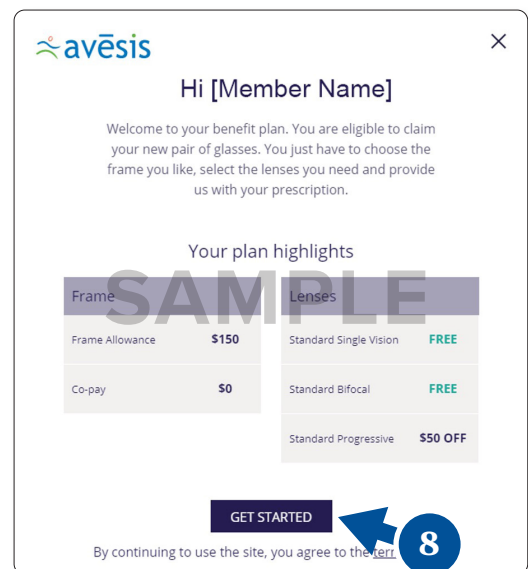 avēsis
Hi [Member Name]
Welcome to your benefit plan. You are eligible to claim
your new pair of glasses. You just have to choose the
frame you like, select the lenses you need and provide
us with your prescription.
Your plan highlights
SAMPLE
Frame
Frame Allowance $150
Co-pay $0
Lenses
Standard Single Vision FREE
Standard Bifocal FREE
Standard Progressive $50 OFF
GET STARTED
8
By continuing to use the site, you agree to the